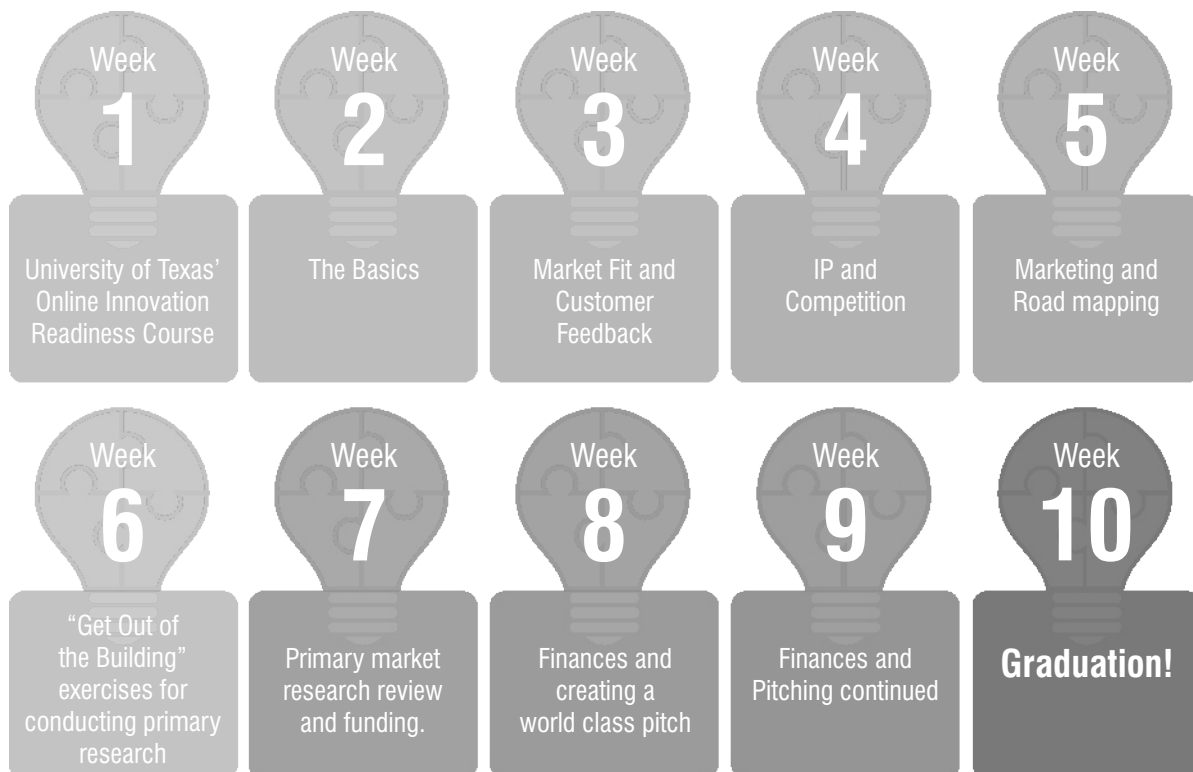 Week
1
University of Texas’
Online Innovation
Readiness Course
Week
2
The Basics
Week
3
Market Fit and
Customer
Feedback
Week
4
IP and
Competition
Week
5
Marketing and
Road mapping
Week
6
“Get Out of
the Building”
exercises for
conducting primary
research
Week
7
Primary market
research review
and funding.
Week
8
Finances and
creating a
world class pitch
Week
9
Finances and
Pitching continued
Week
10
Graduation!